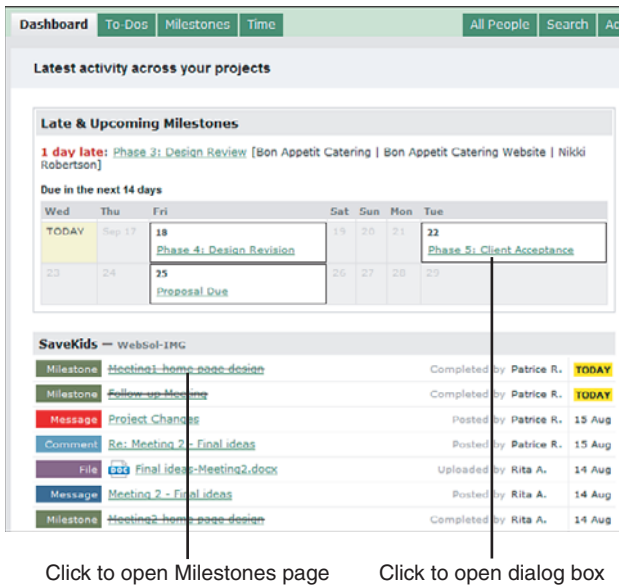 Dashboard To-Dos Milestones Time All People Search Ad
Latest activity across your projects
Late & Upcoming Milestones
1 day late: Phase 3: Design Review [Bon Appetit Catering | Bon Appetit Catering Website | Nikki
Robertson]
Due in the next 14 days
Wed Thu Fri Sat Sun Mon Tue
TODAY Sep 17 18 19 20 21 22
Phase 4: Design Revision Phase 5: Client Acceptance
23 24 25 26 27 28 29
Proposal Due
SaveKids — WebSol-IMG
Milestone Meeting1 home page design Completed by Patrice R. TODAY
Milestone Follow-up Meeting Completed by Patrice R. TODAY
Message Project Changes Posted by Patrice R. 15 Aug
Comment Re: Meeting 2 - Final ideas Posted by Patrice R. 15 Aug
File DOC Final ideas-Meeting2.docx Uploaded by Rita A. 14 Aug
Message Meeting 2 - Final ideas Posted by Rita A. 14 Aug
Milestone Meeting2 home page design Completed by Rita A. 14 Aug
Click to open Milestones page Click to open dialog box